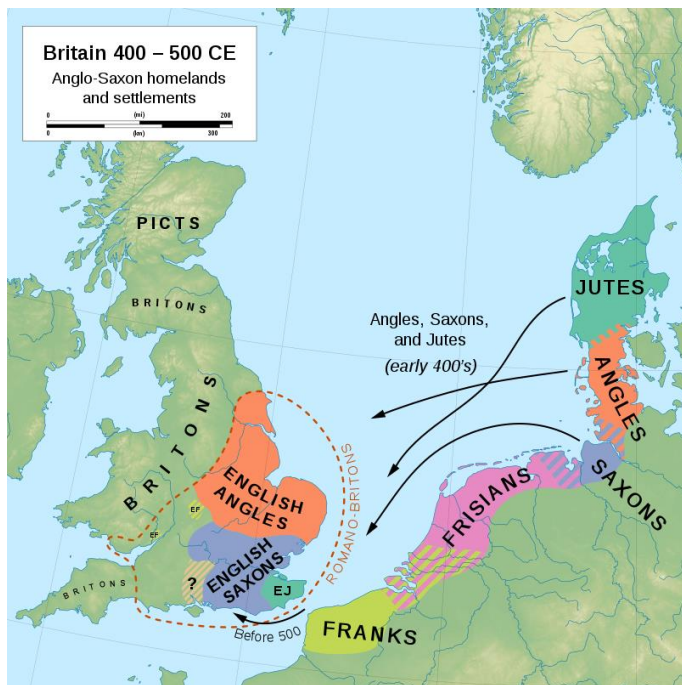 Britain 400 – 500 CE
Anglo-Saxon homelands
and settlements
0 (mi) 200
0 (km) 300
PICTS
BRITONS
JUTES
Angles, Saxons,
and Jutes
(early 400's)
ANGLES
BRITONS
ROMANO-BRITONS
ENGLISH
ANGLES
SAXONS
FRISIANS
EF
EF
ENGLISH
SAXONS
BRITONS
?
EJ
Before 500
FRANKS